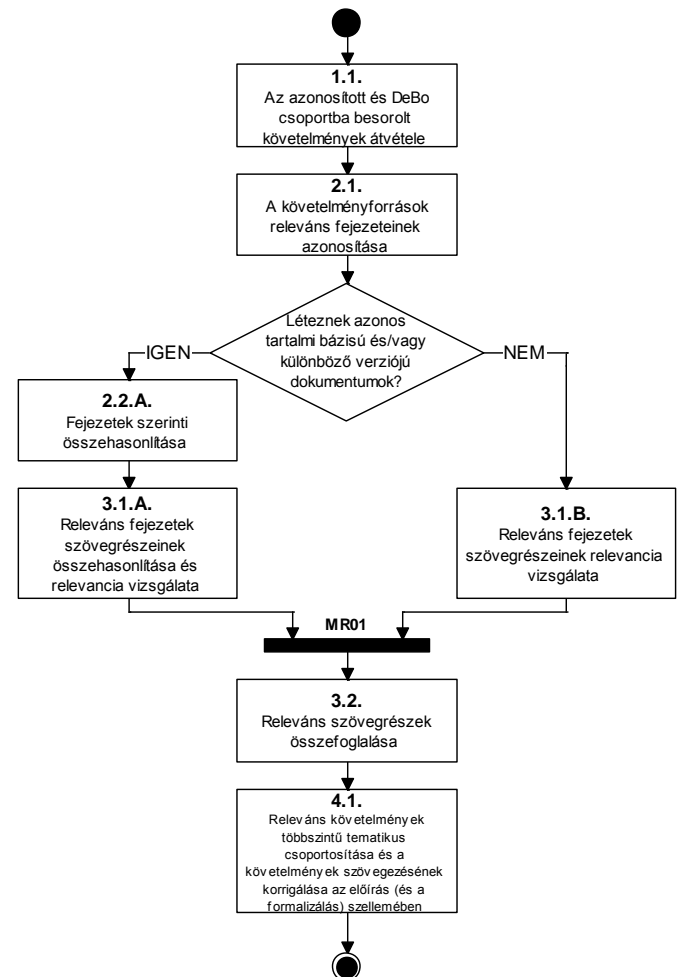 1.1.
Az azonosított és DeBo
csoportba besorolt
követelmények átvétele
2.1.
A követelményforrások
releváns fejezeteinek
azonosítása
Léteznek azonos
tartalmi bázisú és/vagy
különböző verziójú
dokumentumok?
IGEN
NEM
2.2.A.
Fejezetek szerinti
összehasonlítása
3.1.A.
Releváns fejezetek
szövegrészeinek
összehasonlítása és
relevancia vizsgálata
3.1.B.
Releváns fejezetek
szövegrészeinek relevancia
vizsgálata
MR01
3.2.
Releváns szövegrészek
összefoglalása
4.1.
Releváns követelmények
többszintű tematikus
csoportosítása és a
követelmények szövegezésének
korrigálása az előírás (és a
formalizálás) szellemében